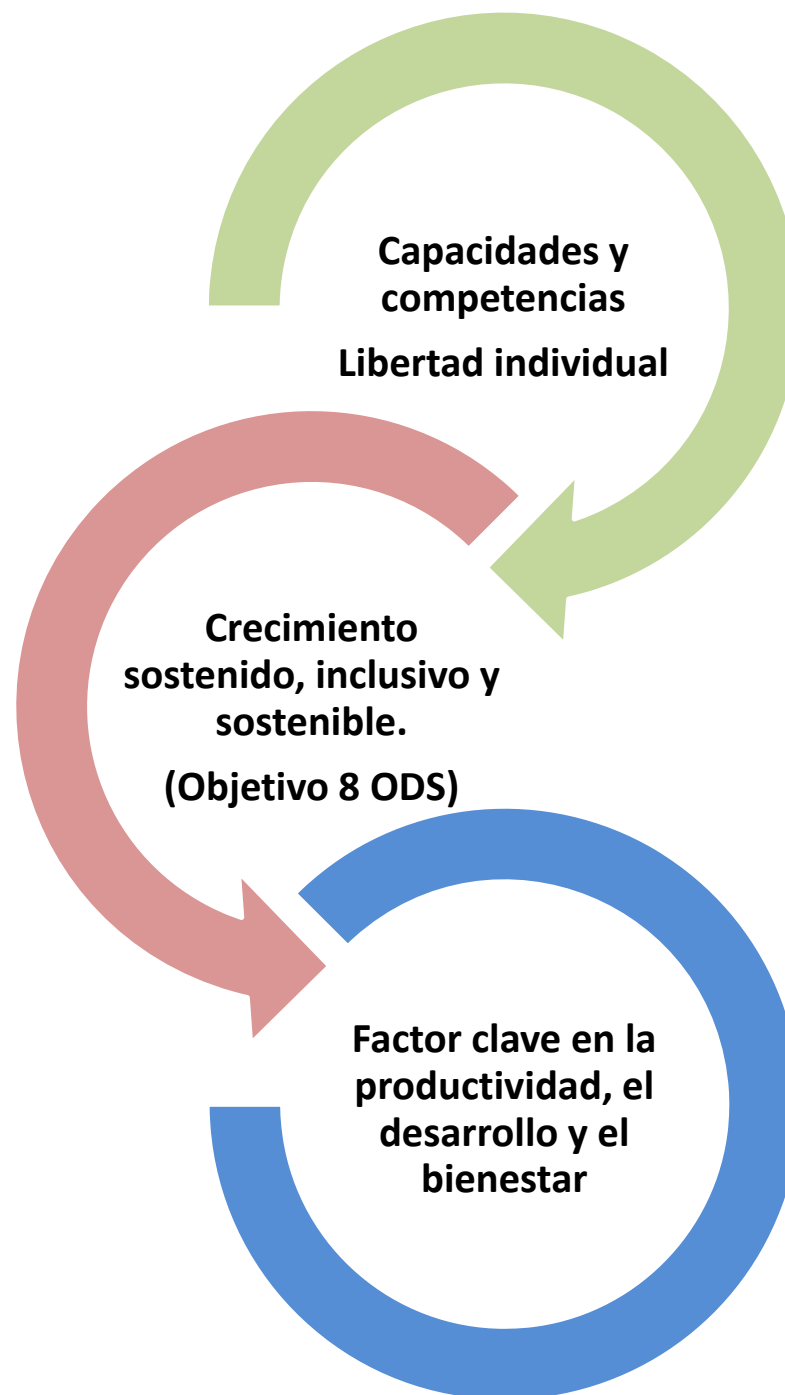 Capacidades y
competencias
Libertad individual
Crecimiento
sostenido, inclusivo y
sostenible.
(Objetivo 8 ODS)
Factor clave en la
productividad, el
desarrollo y el
bienestar